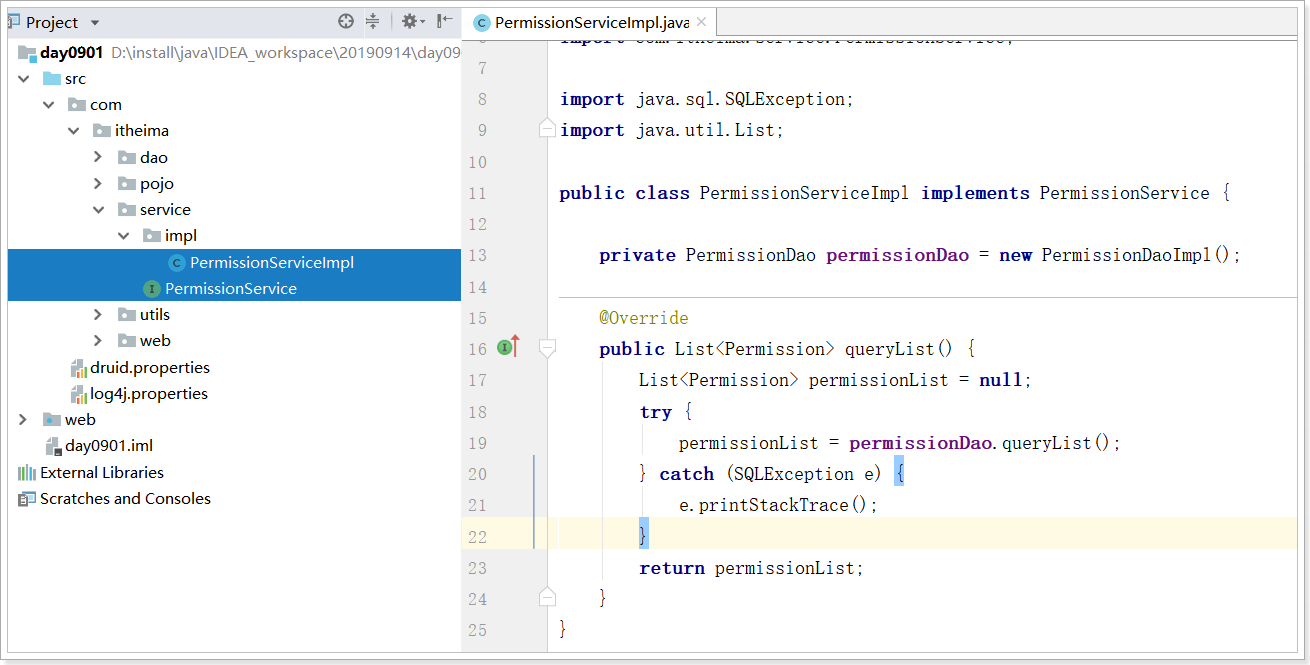 Project
day0901 D:\install\java\IDEA_workspace\20190914\day09
src
com
itheima
dao
pojo
service
impl
PermissionServiceImpl
PermissionService
utils
web
druid.properties
log4j.properties
web
day0901.iml
External Libraries
Scratches and Consoles
PermissionServiceImpl.java
7
8 import java.sql.SQLException;
9 import java.util.List;
10
11 public class PermissionServiceImpl implements PermissionService {
12
13 private PermissionDao permissionDao = new PermissionDaoImpl();
14
15 @Override
16 public List<Permission> queryList() {
17 List<Permission> permissionList = null;
18 try {
19 permissionList = permissionDao.queryList();
20 } catch (SQLException e) {
21 e.printStackTrace();
22 }
23 return permissionList;
24 }
25 }